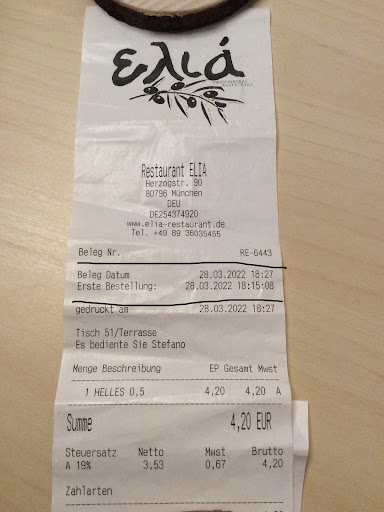 ελιά
Restaurant ELIA
Herzogstr. 90
80796 München
DEU
DE254374920
www.elia-restaurant.de
Tel. +49 89 36035455
Beleg Nr. RE-6443
Beleg Datum 28.03.2022 18:27
Erste Bestellung: 28.03.2022 18:15:08
gedruckt am 28.03.2022 18:27
Tisch 51/Terrasse
Es bediente Sie Stefano
Menge Beschreibung EP Gesamt Mwst
1 HELLES 0,5 4,20 4,20 A
Summe 4,20 EUR
Steuersatz Netto Mwst Brutto
A 19% 3,53 0,67 4,20
Zahlarten